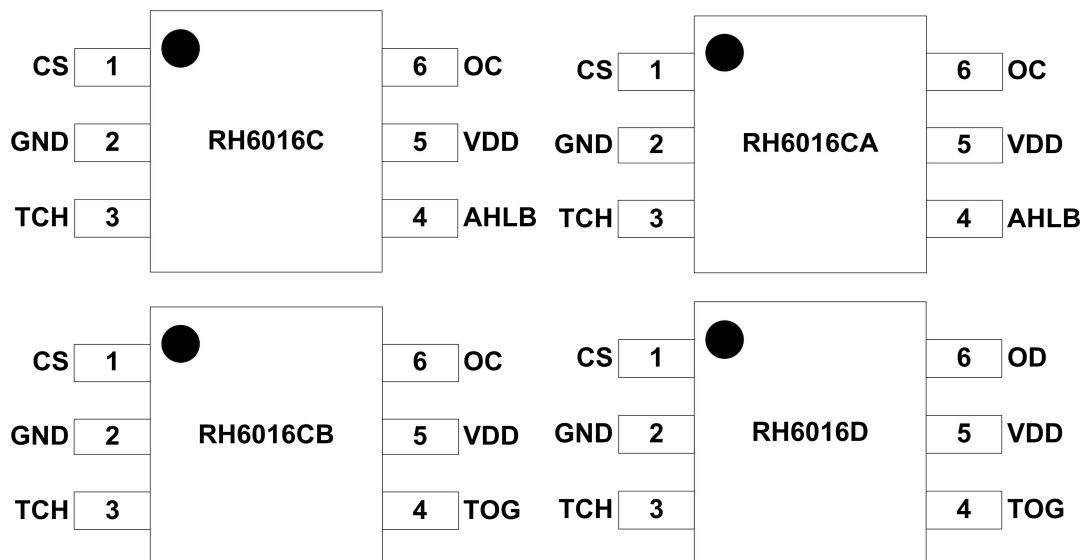 CS 1 6 OC
GND 2 RH6016C 5 VDD
TCH 3 4 AHLB
CS 1 6 OC
GND 2 RH6016CA 5 VDD
TCH 3 4 AHLB
CS 1 6 OC
GND 2 RH6016CB 5 VDD
TCH 3 4 TOG
CS 1 6 OD
GND 2 RH6016D 5 VDD
TCH 3 4 TOG